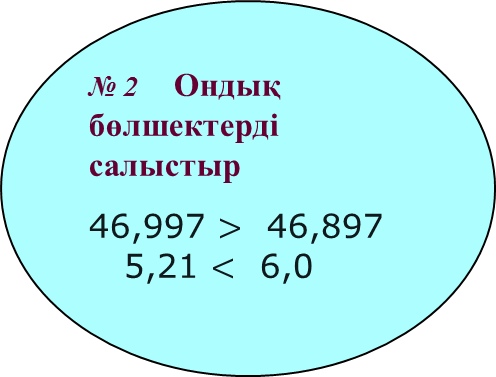 № 2 Ондық
бөлшектерді
салыстыр
46,997 > 46,897
5,21 < 6,0